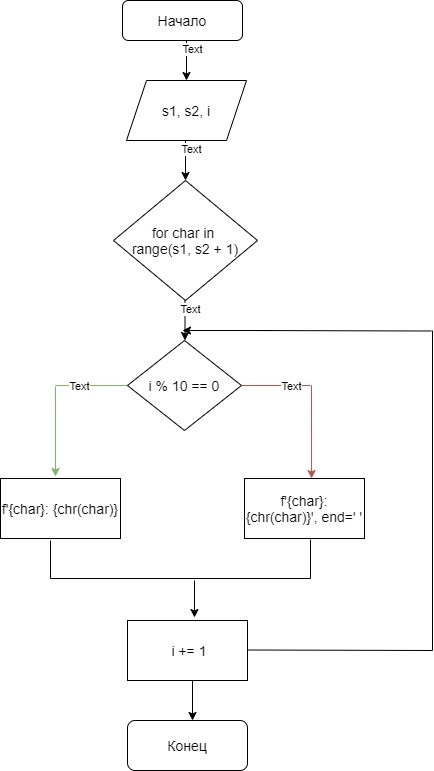 Начало
Text
s1, s2, i
Text
for char in
range(s1, s2 + 1)
Text
i % 10 == 0
Text
Text
f'{char}: {chr(char)}
f'{char}:
{chr(char)}', end=' '
i += 1
Конец